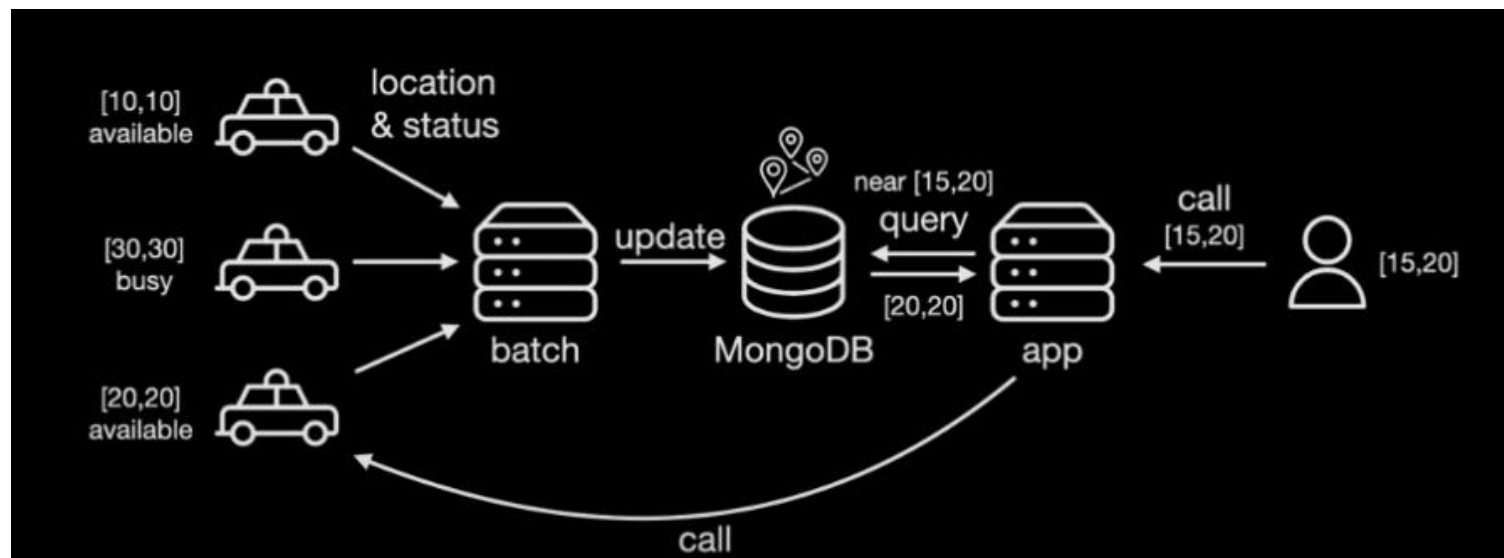 [10,10]
available
location
& status
[30,30]
busy
[20,20]
available
batch
update
MongoDB
near [15,20]
query
[20,20]
app
call
[15,20]
[15,20]
call